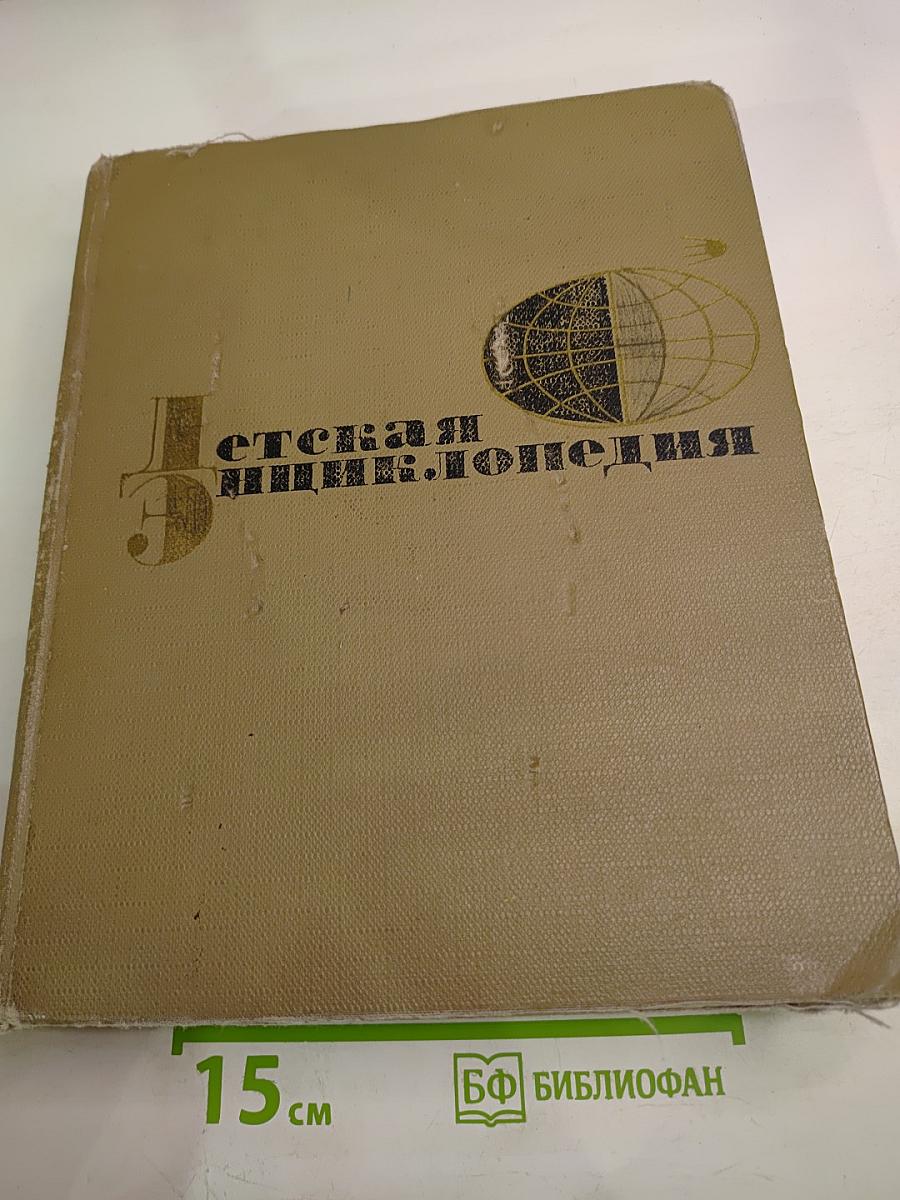 Детская
Энциклопедия
15 см
БФ БИБЛИОФАН